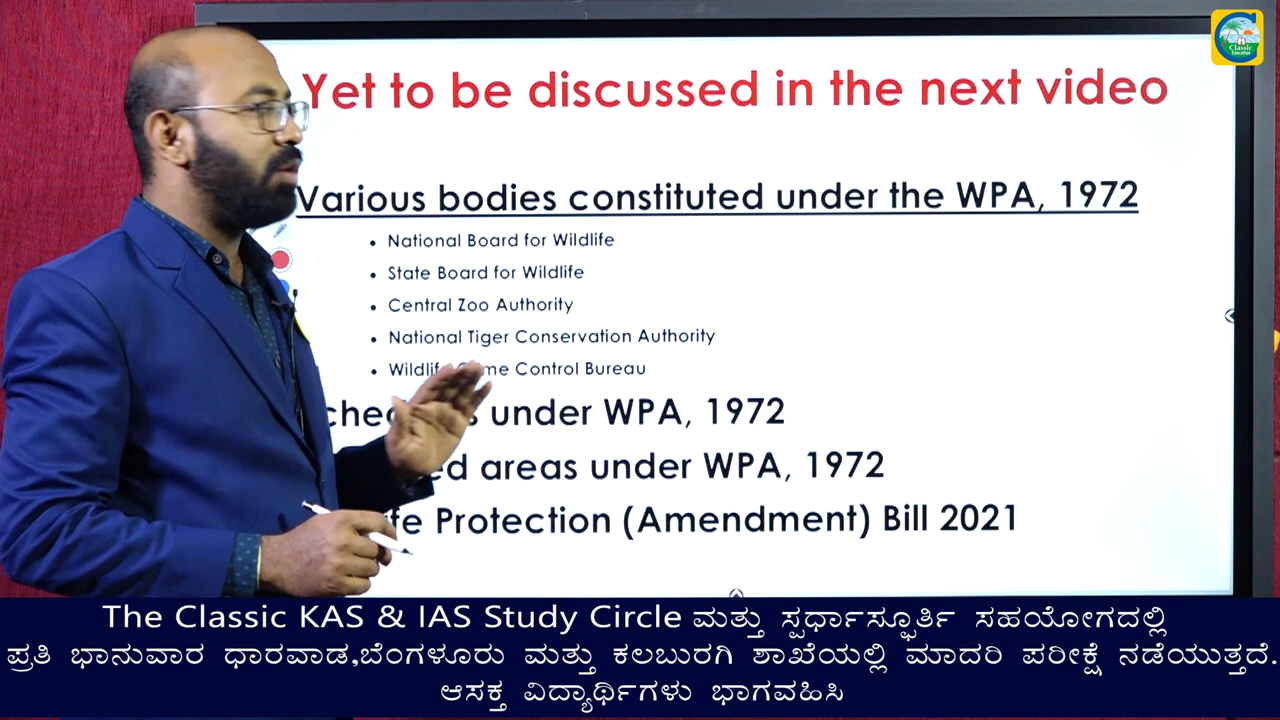 Classic
Education
Yet to be discussed in the next video
Various bodies constituted under the WPA, 1972
• National Board for Wildlife
• State Board for Wildlife
• Central Zoo Authority
• National Tiger Conservation Authority
• Control Bureau
under WPA, 1972
areas under WPA, 1972
Protection (Amendment) Bill 2021
The Classic KAS & IAS Study Circle ಮತ್ತು ಸ್ಪರ್ಧಾಸ್ಫೂರ್ತಿ ಸಹಯೋಗದಲ್ಲಿ
ಪ್ರತಿ ಭಾನುವಾರ ಧಾರವಾಡ,ಬೆಂಗಳೂರು ಮತ್ತು ಕಲಬುರಗಿ ಶಾಖೆಯಲ್ಲಿ ಮಾದರಿ ಪರೀಕ್ಷೆ ನಡೆಯುತ್ತದೆ.
ಆಸಕ್ತ ವಿದ್ಯಾರ್ಥಿಗಳು ಭಾಗವಹಿಸಿ